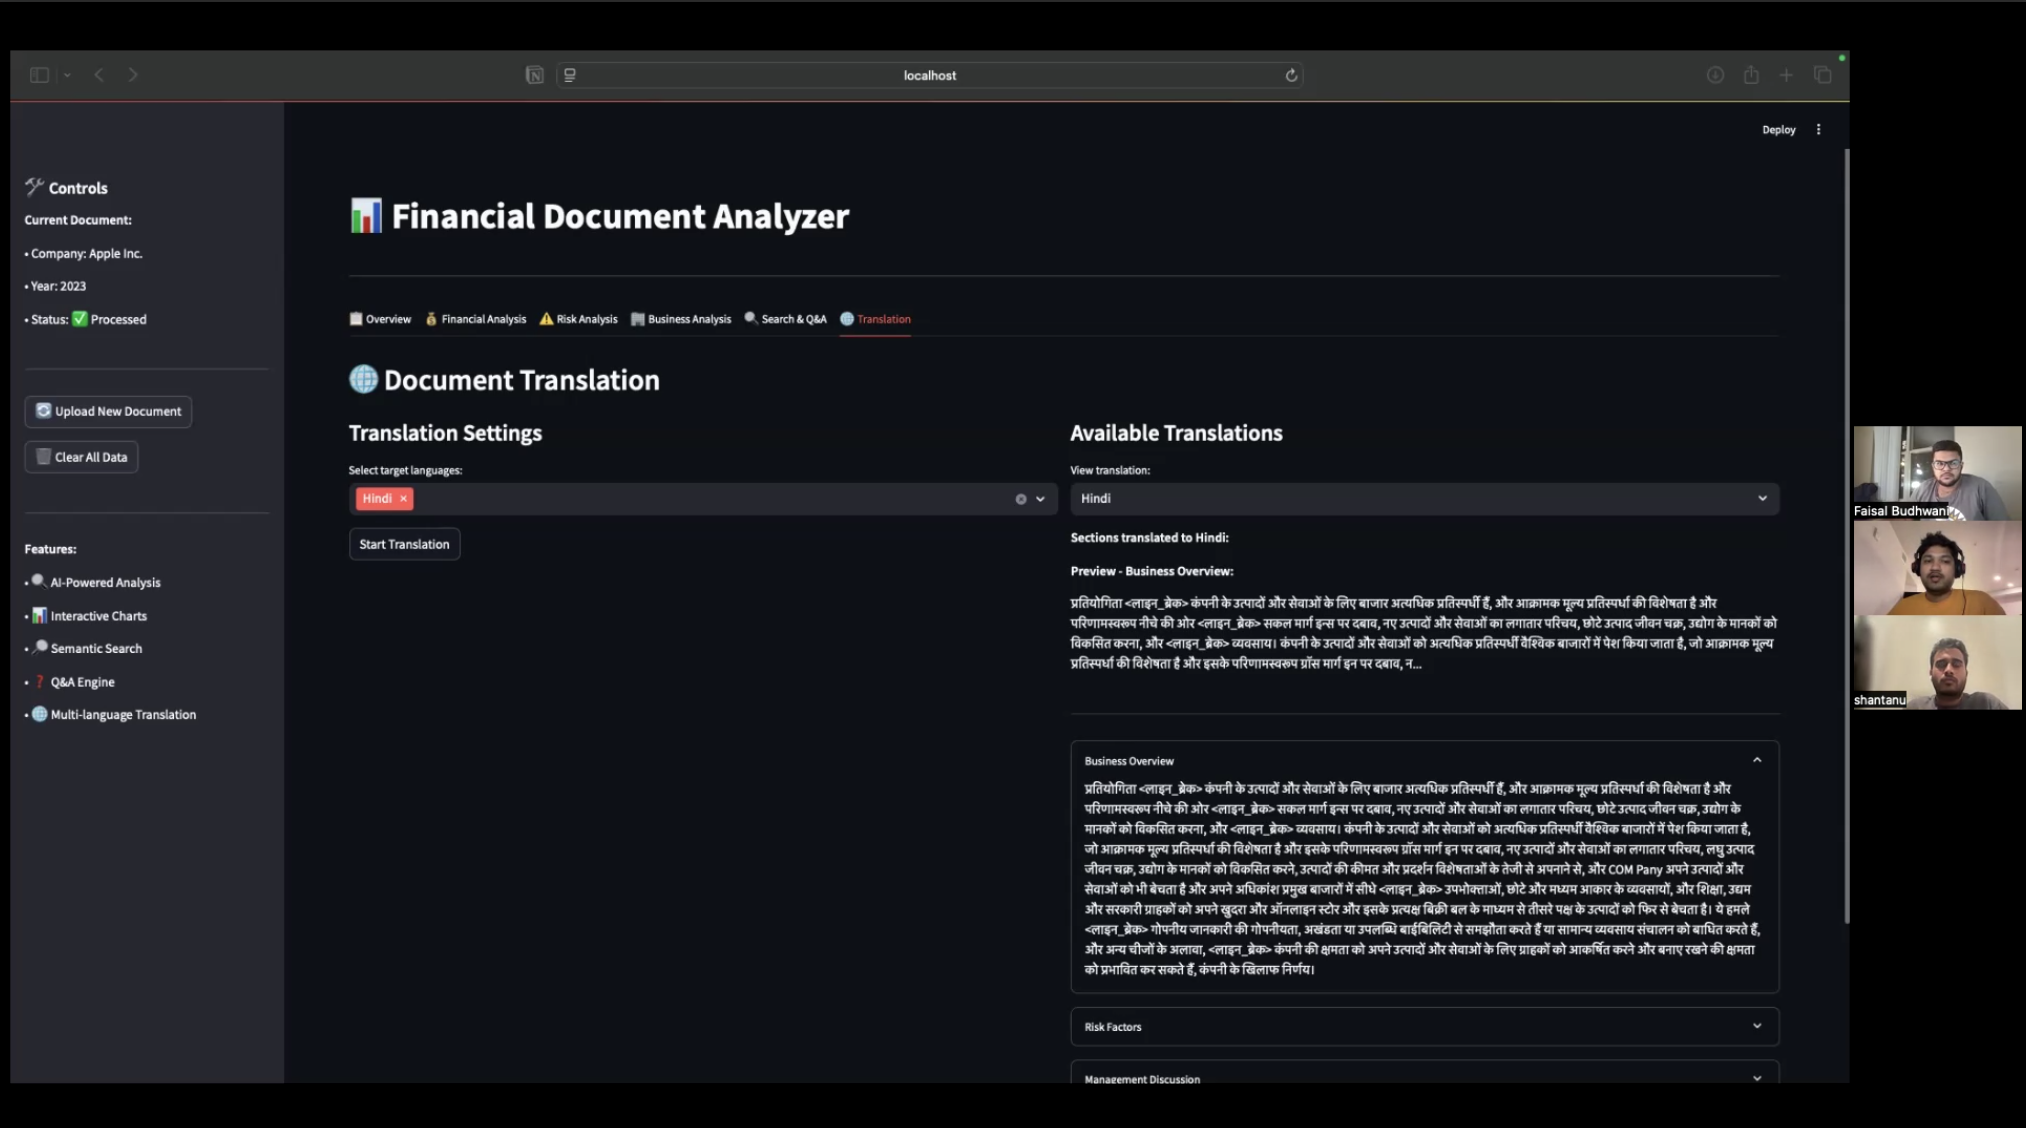 localhost
Deploy
Controls
Current Document:
• Company: Apple Inc.
• Year: 2023
• Status: ✅ Processed
Upload New Document
Clear All Data
Features:
• AI-Powered Analysis
• Interactive Charts
• Semantic Search
• ❓ Q&A Engine
• Multi-language Translation
Financial Document Analyzer
Overview Financial Analysis Risk Analysis Business Analysis Search & Q&A Translation
Document Translation
Translation Settings
Select target languages:
Hindi ×
Start Translation
Available Translations
View translation:
Hindi
Sections translated to Hindi:
Preview - Business Overview:
प्रतियोगिता <लाइन_ब्रेक> कंपनी के उत्पादों और सेवाओं के लिए बाजार अत्यधिक प्रतिस्पर्धी हैं, और आक्रामक मूल्य प्रतिस्पर्धा की विशेषता है और
परिणामस्वरूप नीचे की ओर <लाइन_ब्रेक> सकल मार्ग इन्स पर दबाव, नए उत्पादों और सेवाओं का लगातार परिचय, छोटे उत्पाद जीवन चक्र, उद्योग के मानकों को
विकसित करना, और <लाइन_ब्रेक> व्यवसाय। कंपनी के उत्पादों और सेवाओं को अत्यधिक प्रतिस्पर्धी वैश्विक बाजारों में पेश किया जाता है, जो आक्रामक मूल्य
प्रतिस्पर्धा की विशेषता है और इसके परिणामस्वरूप ग्रॉस मार्ग इन पर दबाव, न...
Business Overview
प्रतियोगिता <लाइन_ब्रेक> कंपनी के उत्पादों और सेवाओं के लिए बाजार अत्यधिक प्रतिस्पर्धी हैं, और आक्रामक मूल्य प्रतिस्पर्धा की विशेषता है और
परिणामस्वरूप नीचे की ओर <लाइन_ब्रेक> सकल मार्ग इन्स पर दबाव, नए उत्पादों और सेवाओं का लगातार परिचय, छोटे उत्पाद जीवन चक्र, उद्योग के
मानकों को विकसित करना, और <लाइन_ब्रेक> व्यवसाय। कंपनी के उत्पादों और सेवाओं को अत्यधिक प्रतिस्पर्धी वैश्विक बाजारों में पेश किया जाता है,
जो आक्रामक मूल्य प्रतिस्पर्धा की विशेषता है और इसके परिणामस्वरूप ग्रॉस मार्ग इन पर दबाव, नए उत्पादों और सेवाओं का लगातार परिचय, लघु उत्पाद
जीवन चक्र, उद्योग के मानकों को विकसित करने, उत्पादों की कीमत और प्रदर्शन विशेषताओं के तेजी से अपनाने से, और COM Pany अपने उत्पादों और
सेवाओं को भी बेचता है और अपने अधिकांश प्रमुख बाजारों में सीधे <लाइन_ब्रेक> उपभोक्ताओं, छोटे और मध्यम आकार के व्यवसायों, और शिक्षा, उद्यम
और सरकारी ग्राहकों को अपने खुदरा और ऑनलाइन स्टोर और इसके प्रत्यक्ष बिक्री बल के माध्यम से तीसरे पक्ष के उत्पादों को फिर से बेचता है। ये हमले
<लाइन_ब्रेक> गोपनीय जानकारी की गोपनीयता, अखंडता या उपलब्धि बाईबिलिटी से समझौता करते हैं या सामान्य व्यवसाय संचालन को बाधित करते हैं,
और अन्य चीजों के अलावा, <लाइन_ब्रेक> कंपनी की क्षमता को अपने उत्पादों और सेवाओं के लिए ग्राहकों को आकर्षित करने और बनाए रखने की क्षमता
को प्रभावित कर सकते हैं, कंपनी के खिलाफ निर्णय।
Risk Factors
Management Discussion
Faisal Budhwani
shantanu